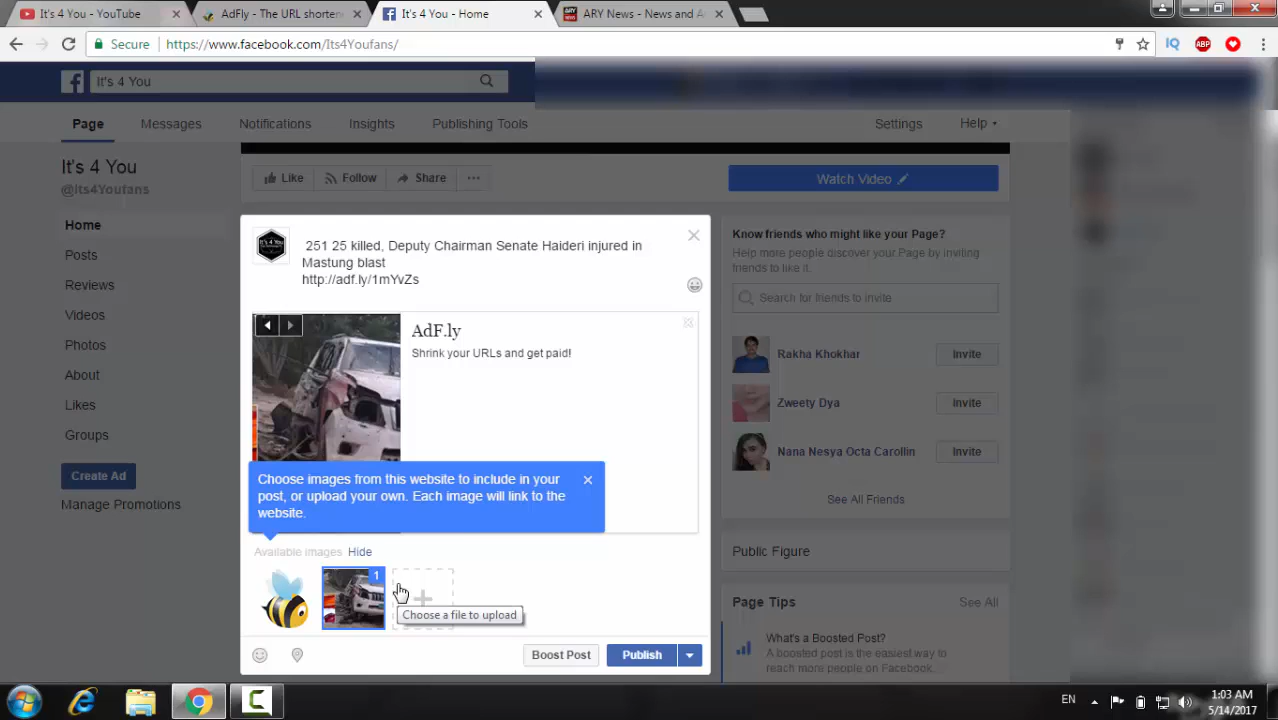 It's 4 You - YouTube
AdFly - The URL shortene
It's 4 You - Home
ARY News - News and A
Secure https://www.facebook.com/Its4Youfans/
IQ ABP
It's 4 You
Page Messages Notifications Insights Publishing Tools Settings Help
It's 4 You
@Its4Youfans
Home
Posts
Reviews
Videos
Photos
About
Likes
Groups
Create Ad
Manage Promotions
Like Follow Share ...
Watch Video
It's 4 You
251 25 killed, Deputy Chairman Senate Haideri injured in
Mastung blast
http://adf.ly/1mYvZs
AdF.ly
Shrink your URLs and get paid!
Choose images from this website to include in your
post, or upload your own. Each image will link to the
website.
Available images Hide
1
Choose a file to upload
Boost Post Publish
Know friends who might like your Page?
Help more people discover your Page by inviting
friends to like it.
Search for friends to invite
Rakha Khokhar Invite
Zweety Dya Invite
Nana Nesya Octa Carollin Invite
See All Friends
Public Figure
Page Tips See All
What's a Boosted Post?
A boosted post is the easiest way to
reach more people on Facebook.
EN
1:03 AM
5/14/2017